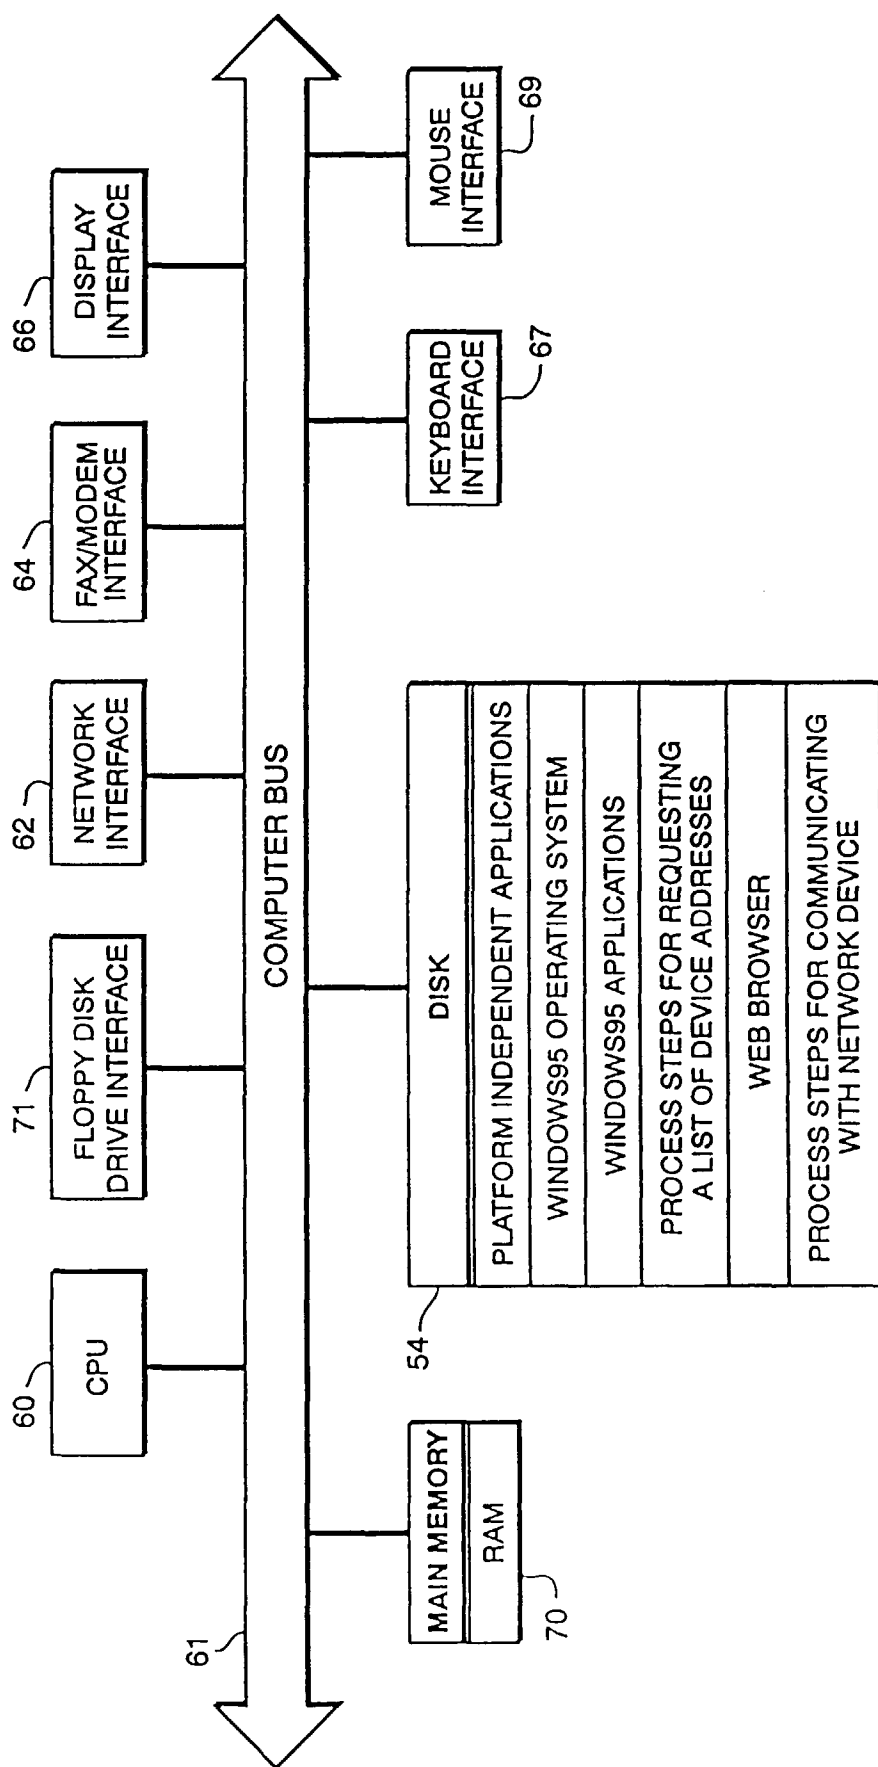 60
CPU
71
FLOPPY DISK
DRIVE INTERFACE
62
NETWORK
INTERFACE
64
FAX/MODEM
INTERFACE
66
DISPLAY
INTERFACE
61
COMPUTER BUS
MAIN MEMORY
RAM
70
54
DISK
PLATFORM INDEPENDENT APPLICATIONS
WINDOWS95 OPERATING SYSTEM
WINDOWS95 APPLICATIONS
PROCESS STEPS FOR REQUESTING
A LIST OF DEVICE ADDRESSES
WEB BROWSER
PROCESS STEPS FOR COMMUNICATING
WITH NETWORK DEVICE
KEYBOARD
INTERFACE
67
MOUSE
INTERFACE
69